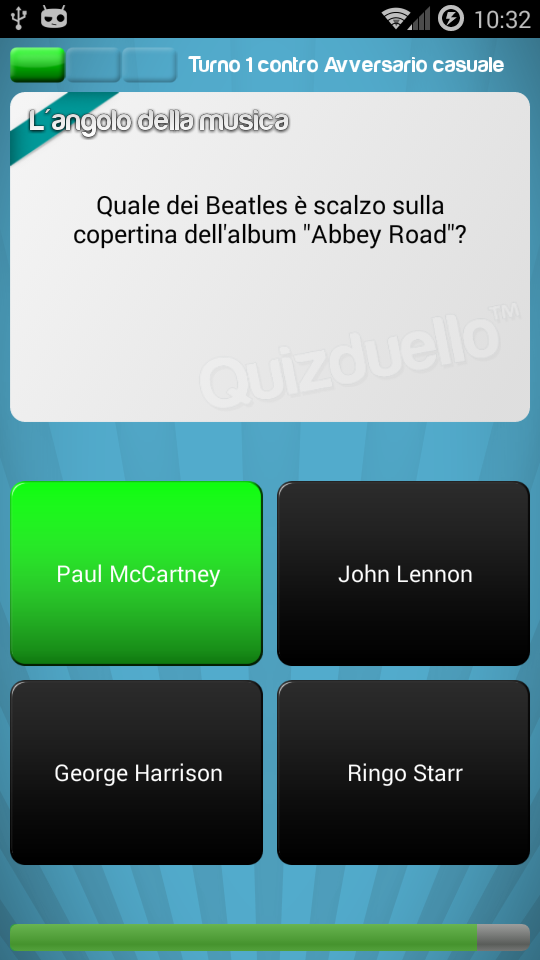 10:32
Turno 1 contro Avversario casuale
L´angolo della musica
Quale dei Beatles è scalzo sulla
copertina dell'album "Abbey Road"?
Quizduello™
Paul McCartney
John Lennon
George Harrison
Ringo Starr